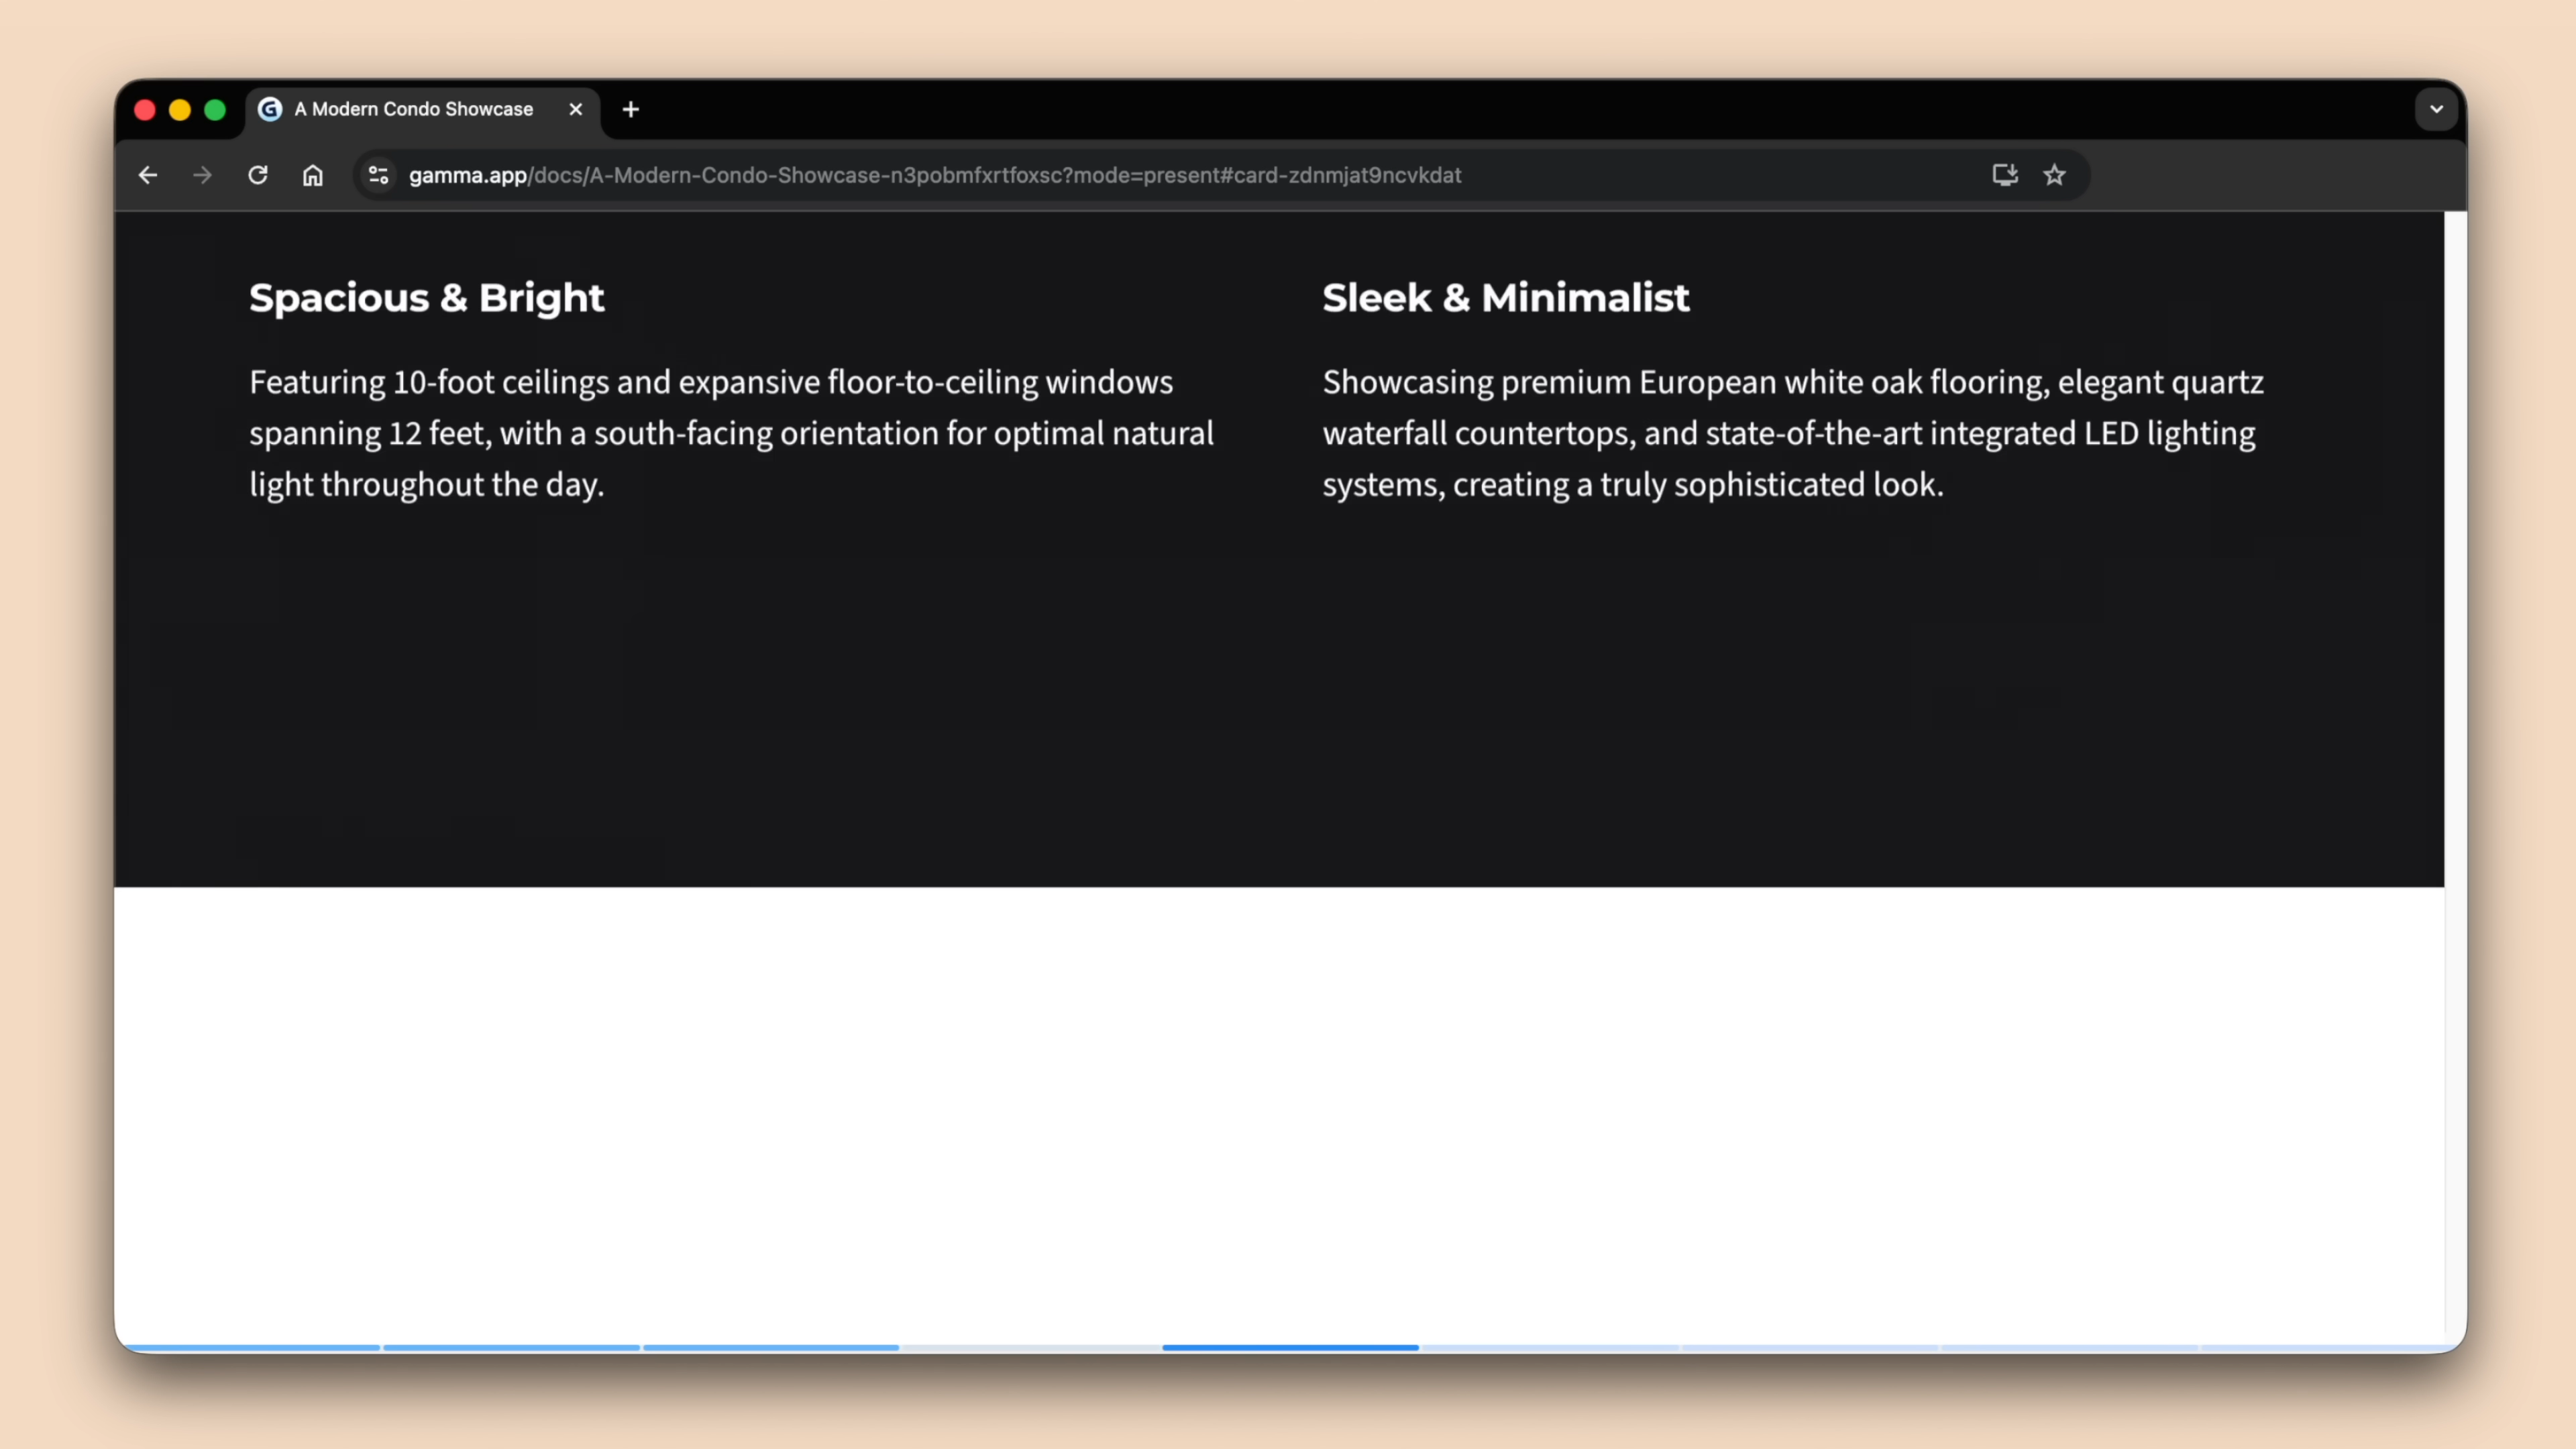 A Modern Condo Showcase
gamma.app/docs/A-Modern-Condo-Showcase-n3pobmfxrtfoxsc?mode=present#card-zdnmjat9ncvkdat
Spacious & Bright
Featuring 10-foot ceilings and expansive floor-to-ceiling windows
spanning 12 feet, with a south-facing orientation for optimal natural
light throughout the day.
Sleek & Minimalist
Showcasing premium European white oak flooring, elegant quartz
waterfall countertops, and state-of-the-art integrated LED lighting
systems, creating a truly sophisticated look.